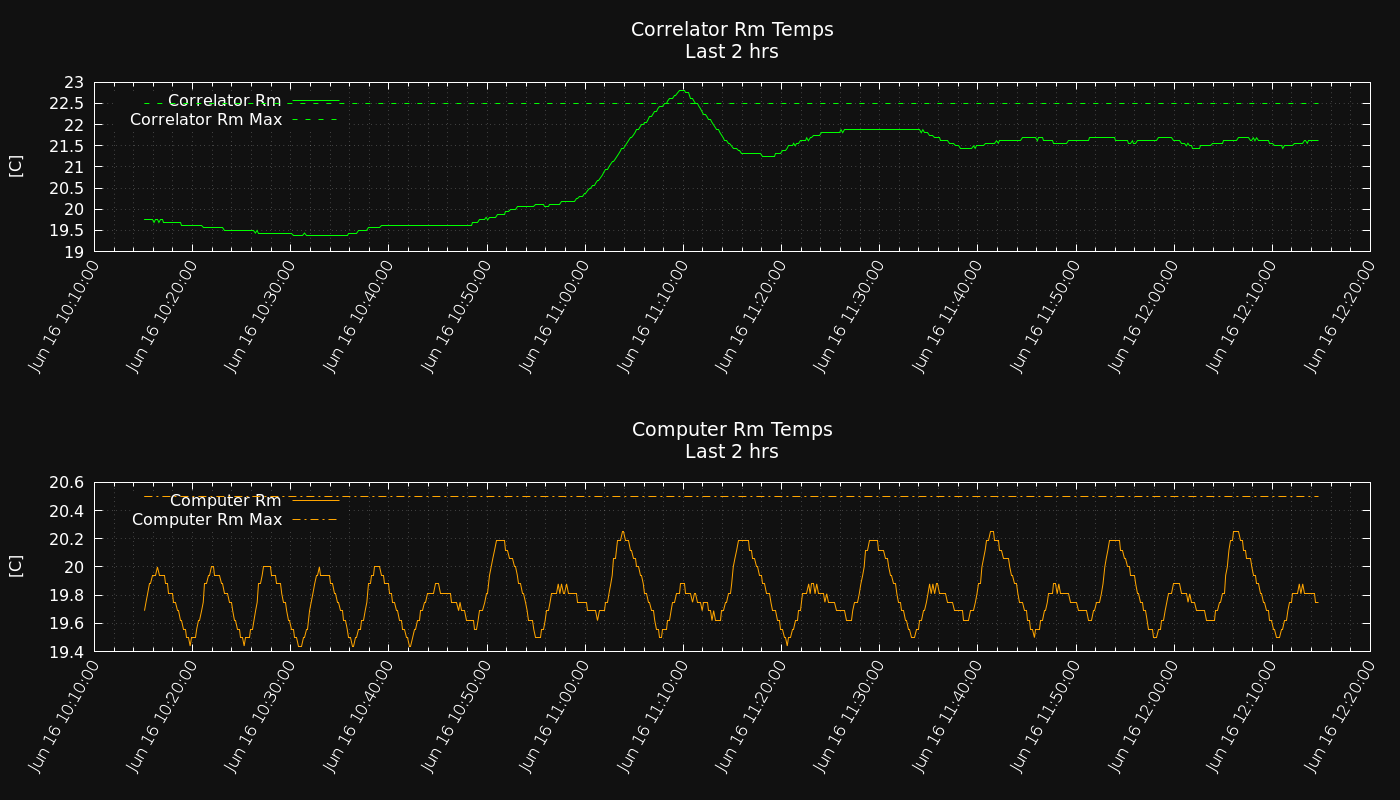 Correlator Rm Temps
Last 2 hrs
23
22.5
22
21.5
21
20.5
20
19.5
19
[C]
Correlator Rm
Correlator Rm Max
Jun 16 10:10:00
Jun 16 10:20:00
Jun 16 10:30:00
Jun 16 10:40:00
Jun 16 10:50:00
Jun 16 11:00:00
Jun 16 11:10:00
Jun 16 11:20:00
Jun 16 11:30:00
Jun 16 11:40:00
Jun 16 11:50:00
Jun 16 12:00:00
Jun 16 12:10:00
Jun 16 12:20:00
Computer Rm Temps
Last 2 hrs
20.6
20.4
20.2
20
19.8
19.6
19.4
[C]
Computer Rm
Computer Rm Max
Jun 16 10:10:00
Jun 16 10:20:00
Jun 16 10:30:00
Jun 16 10:40:00
Jun 16 10:50:00
Jun 16 11:00:00
Jun 16 11:10:00
Jun 16 11:20:00
Jun 16 11:30:00
Jun 16 11:40:00
Jun 16 11:50:00
Jun 16 12:00:00
Jun 16 12:10:00
Jun 16 12:20:00